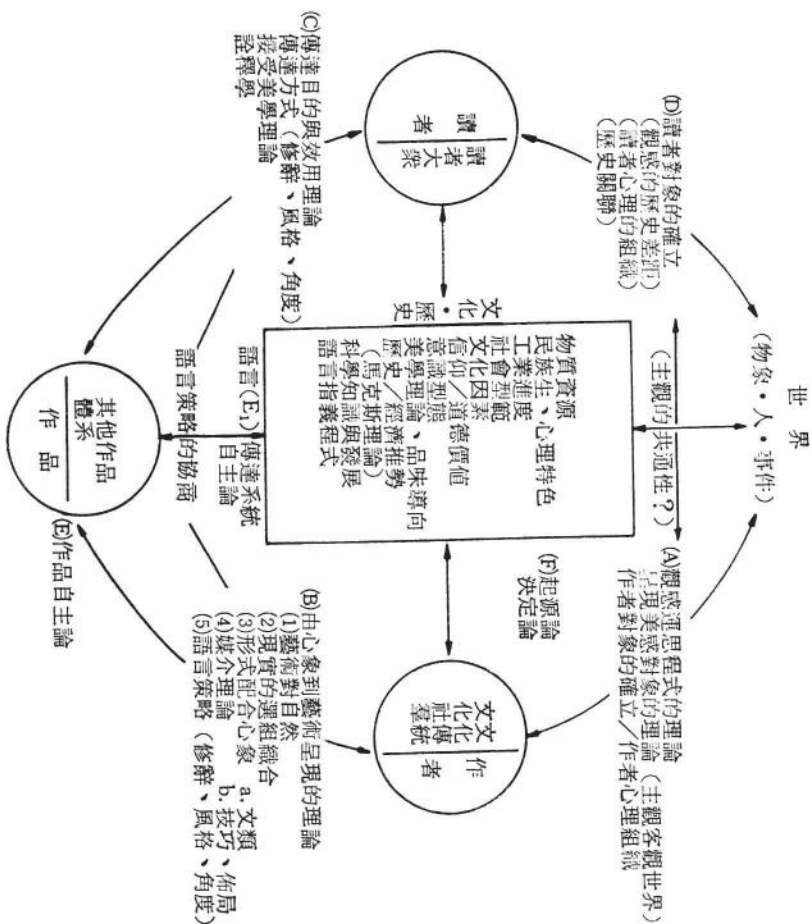 世界
(物象・人・事件)
(主觀的共通性?)
(A)觀感運思程式的理論
呈現美感對象的理論(主觀客觀世界)
作者對象的確立/作者心理組織
(D)讀者對象的確立
(觀感的歷史差距)
(讀者心理的組織)
(歷史關聯)
讀者
讀者大衆
文化・歷史
物質資源
民族生、心理特色
工業進度
社會型範
文化因素
信仰/道德價值
意識型態
美學理論、品味導向
歷史/經濟推勢
(馬克斯理論)
科學知識與發展
語言指義程式
(F)起源論
決定論
作者
文化傳統
文化社羣
(C)傳達目的與效用理論
傳達方式(修辭、風格、角度)
接受美學理論
詮釋學
(B)由心象到藝術呈現的理論
(1)藝術對自然
(2)現實的選組織合
(3)形式配合心象 a. 文類
(4)媒介理論 b. 技巧、佈局
(5)語言策略(修辭、風格、角度)
語言(E₁)傳達系統
自主論
語言策略的協商
其他作品
體系
作品
(E)作品自主論